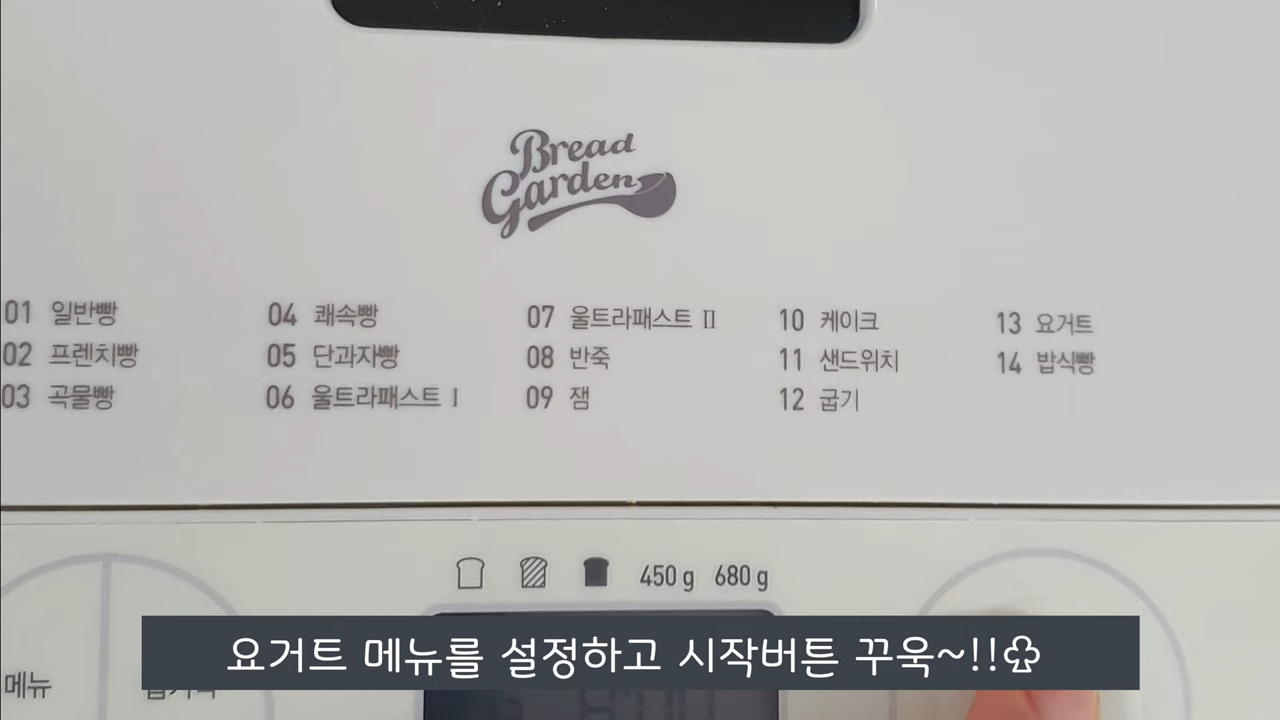 Bread
Garden
01 일반빵 04 쾌속빵 07 울트라패스트 Ⅱ 10 케이크 13 요거트
02 프렌치빵 05 단과자빵 08 반죽 11 샌드위치 14 밥식빵
03 곡물빵 06 울트라패스트 Ⅰ 09 잼 12 굽기
450 g 680 g
요거트 메뉴를 설정하고 시작버튼 꾸욱~!!♧
메뉴